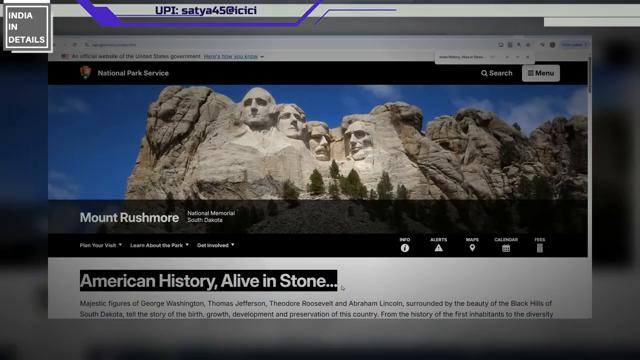 INDIA
IN
DETAILS
UPI: satya45@icici
An official website of the United States government Here's how you know
National Park Service
Search
Menu
Mount Rushmore
National Memorial
South Dakota
Plan Your Visit
Learn About the Park
Get Involved
INFO
ALERTS
MAPS
CALENDAR
FEES
American History, Alive in Stone...
Majestic figures of George Washington, Thomas Jefferson, Theodore Roosevelt and Abraham Lincoln, surrounded by the beauty of the Black Hills of
South Dakota, tell the story of the birth, growth, development and preservation of this country. From the history of the first inhabitants to the diversity